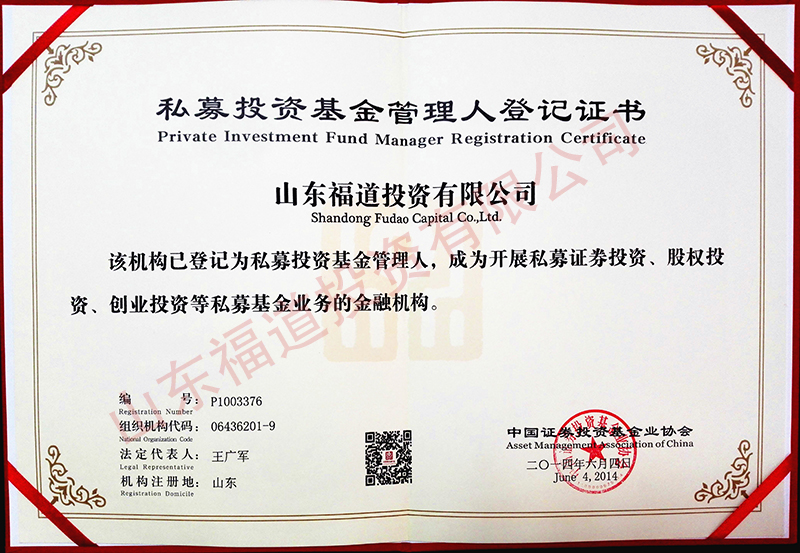 私募投资基金管理人登记证书
Private Investment Fund Manager Registration Certificate
山东福道投资有限公司
Shandong Fudao Capital Co.,Ltd.
该机构已登记为私募投资基金管理人，成为开展私募证券投资、股权投
资、创业投资等私募基金业务的金融机构。
编 号： P1003376
Registration Number
组织机构代码： 06436201-9
National Organization Code
法定代表人： 王广军
Legal Representative
机构注册地： 山东
Registration Domicile
中国证券投资基金业协会
Asset Management Association of China
二〇一四年六月四日
June 4, 2014
山东福道投资有限公司